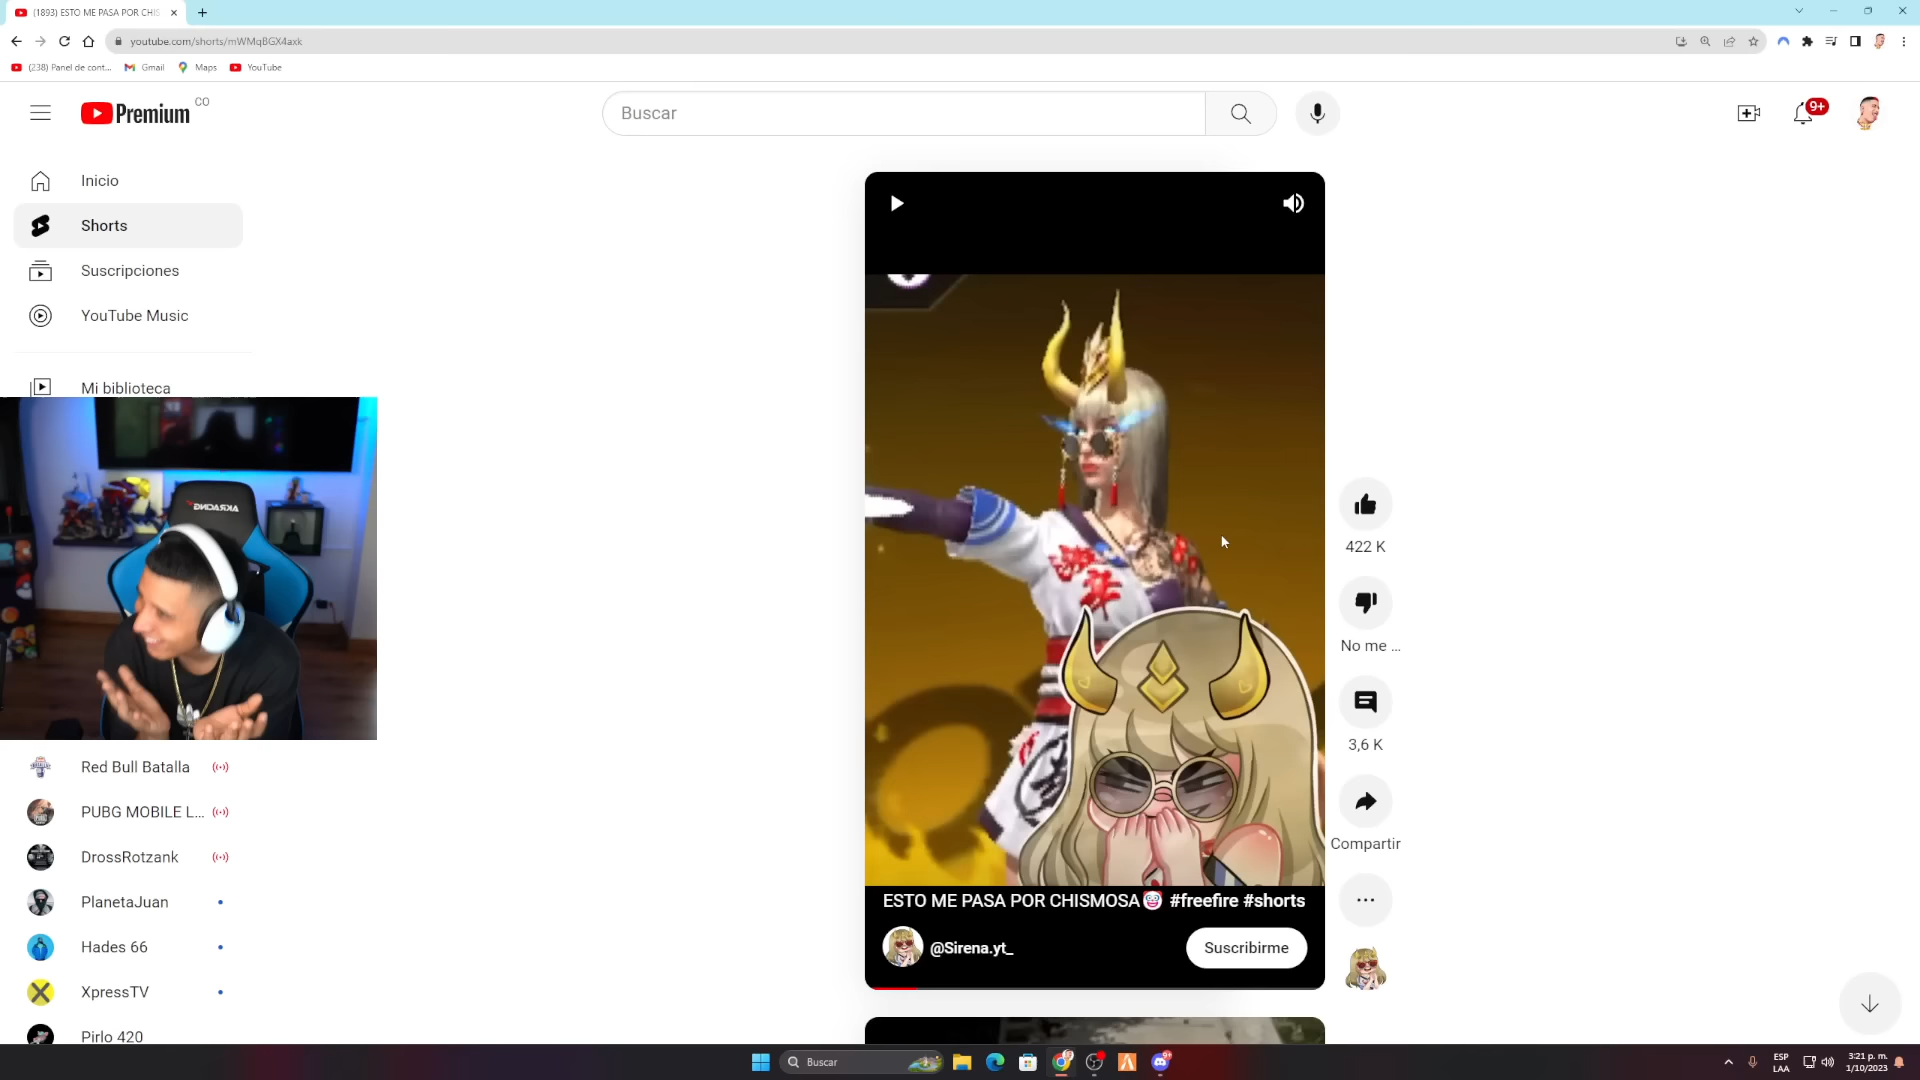 (1893) ESTO ME PASA POR CHIS
youtube.com/shorts/mWMqBGX4axk
(238) Panel de cont...
Gmail
Maps
YouTube
Premium CO
Buscar
9+
Inicio
Shorts
Suscripciones
YouTube Music
Mi biblioteca
AKRACING
422 K
No me ...
3,6 K
Compartir
Red Bull Batalla
PUBG MOBILE L...
DrossRotzank
PlanetaJuan
Hades 66
XpressTV
Pirlo 420
ESTO ME PASA POR CHISMOSA🤡 #freefire #shorts
@Sirena.yt_
Suscribirme
Buscar
ESP
LAA
3:21 p. m.
1/10/2023